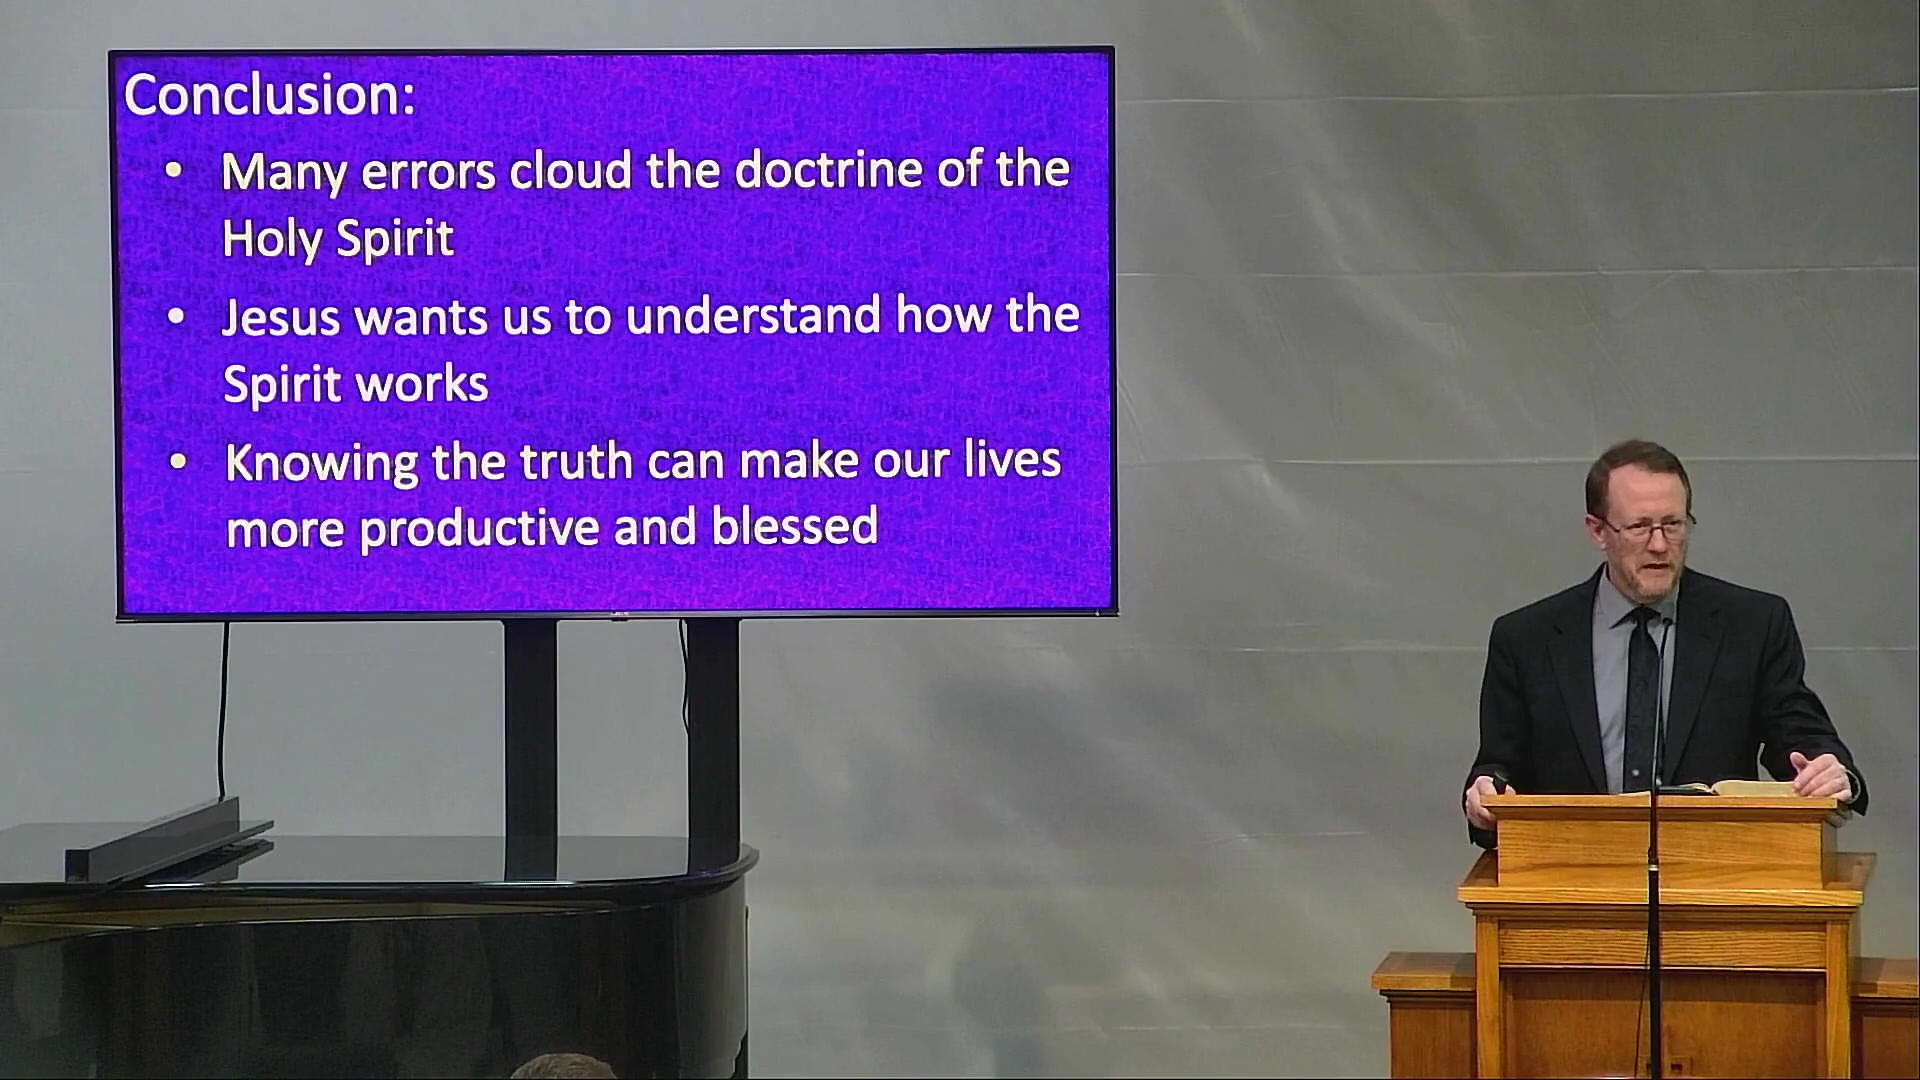 Conclusion:
• Many errors cloud the doctrine of the
Holy Spirit
• Jesus wants us to understand how the
Spirit works
• Knowing the truth can make our lives
more productive and blessed